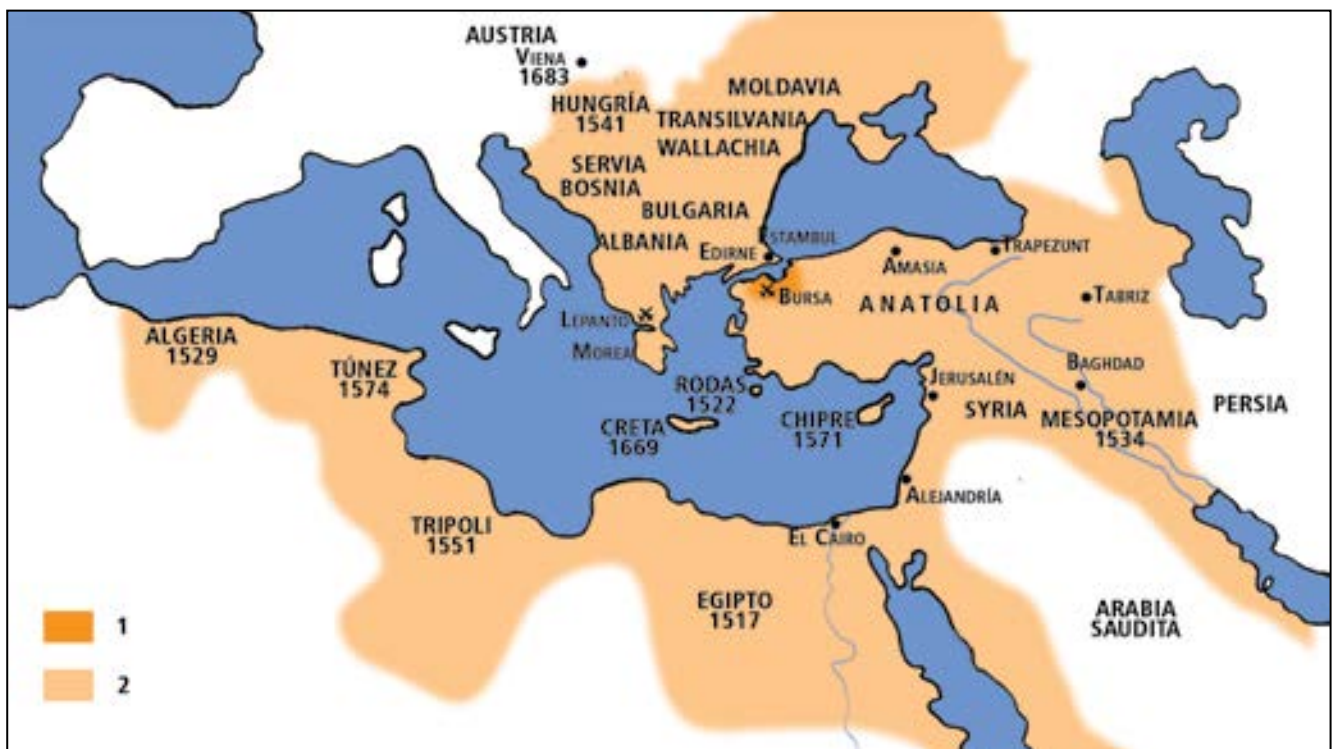 AUSTRIA
VIENA
1683
HUNGRÍA
1541
MOLDAVIA
TRANSILVANIA
WALLACHIA
SERVIA
BOSNIA
BULGARIA
ALBANIA
EDIRNE
ESTAMBUL
AMASIA
TRAPEZUNT
BURSA
ANATOLIA
TABRIZ
LEPANTO
MOREA
ALGERIA
1529
TÚNEZ
1574
RODAS
1522
CRETA
1669
CHIPRE
1571
JERUSALÉN
SYRIA
BAGHDAD
MESOPOTAMIA
1534
PERSIA
ALEJANDRÍA
EL CAIRO
TRIPOLI
1551
EGIPTO
1517
ARABIA
SAUDITA
1
2